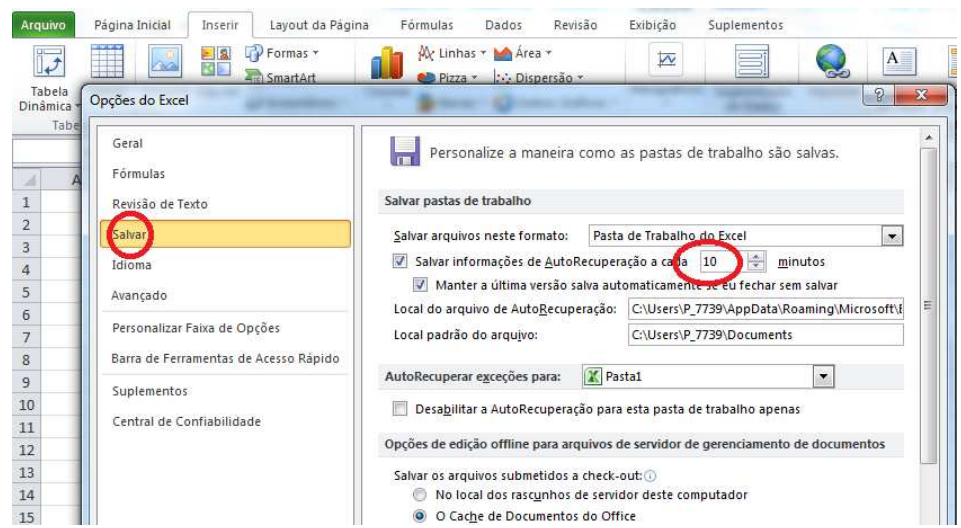 Arquivo Página Inicial Inserir Layout da Página Fórmulas Dados Revisão Exibição Suplementos
Formas Linhas Área
SmartArt Pizza Dispersão
Tabela
Dinâmica
Tabe
A
Opções do Excel
Geral
Fórmulas
Revisão de Texto
Salvar
Idioma
Avançado
Personalizar Faixa de Opções
Barra de Ferramentas de Acesso Rápido
Suplementos
Central de Confiabilidade
Personalize a maneira como as pastas de trabalho são salvas.
Salvar pastas de trabalho
Salvar arquivos neste formato: Pasta de Trabalho do Excel
Salvar informações de AutoRecuperação a cada 10 minutos
Manter a última versão salva automaticamente se eu fechar sem salvar
Local do arquivo de AutoRecuperação: C:\Users\P_7739\AppData\Roaming\Microsoft\E
Local padrão do arquivo: C:\Users\P_7739\Documents
AutoRecuperar exceções para: Pasta1
Desabilitar a AutoRecuperação para esta pasta de trabalho apenas
Opções de edição offline para arquivos de servidor de gerenciamento de documentos
Salvar os arquivos submetidos a check-out:
No local dos rascunhos de servidor deste computador
O Cache de Documentos do Office
A
1
2
3
4
5
6
7
8
9
10
11
12
13
14
15